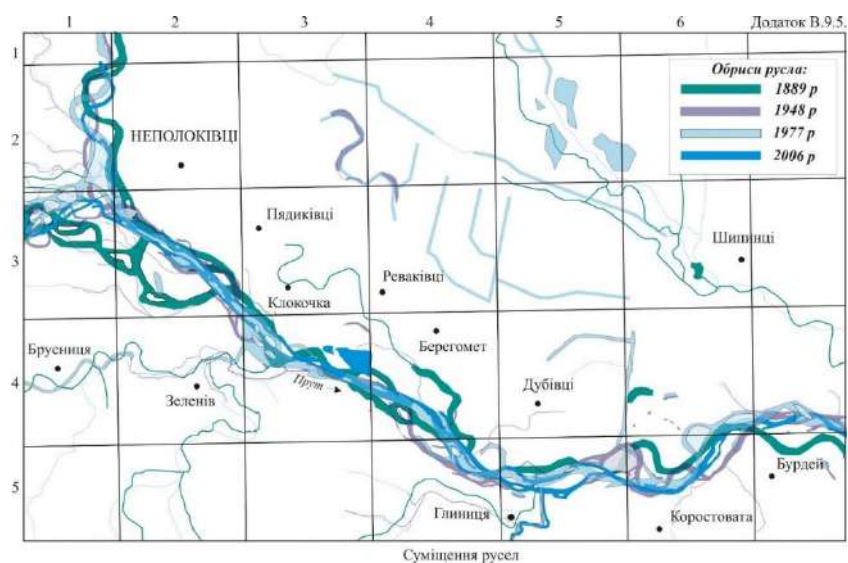 1 2 3 4 5 6 Додаток В.9.5.
1
2
3
4
5
Обриси русла:
1889 р
1948 р
1977 р
2006 р
НЕПОЛОКІВЦІ
Пядиківці
Шипинці
Реваківці
Клокочка
Берегомет
Брусниця
Зеленів
Прут
Дубівці
Бурдей
Глиниця
Коростовата
Суміщення русел